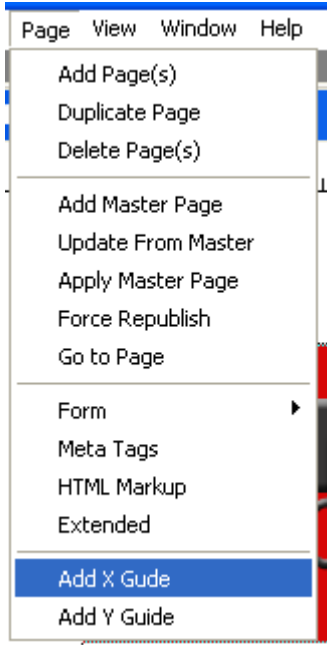 Page View Window Help
Add Page(s)
Duplicate Page
Delete Page(s)
Add Master Page
Update From Master
Apply Master Page
Force Republish
Go to Page
Form
Meta Tags
HTML Markup
Extended
Add X Gude
Add Y Guide